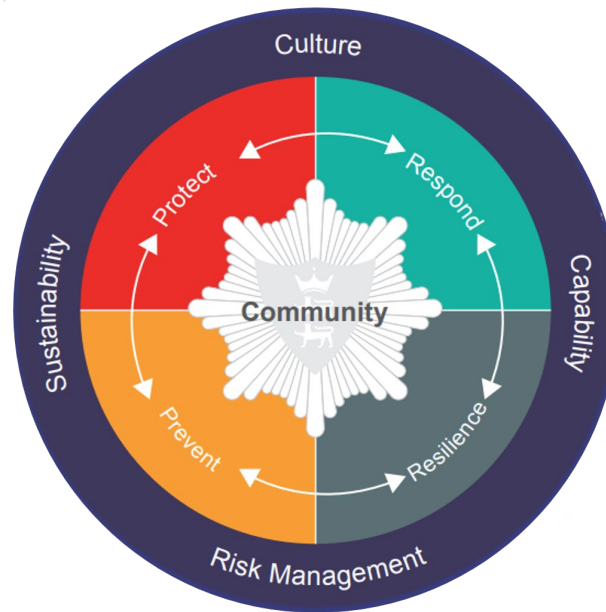 Culture
Protect
Respond
Sustainability
Community
Capability
Prevent
Resilience
Risk Management